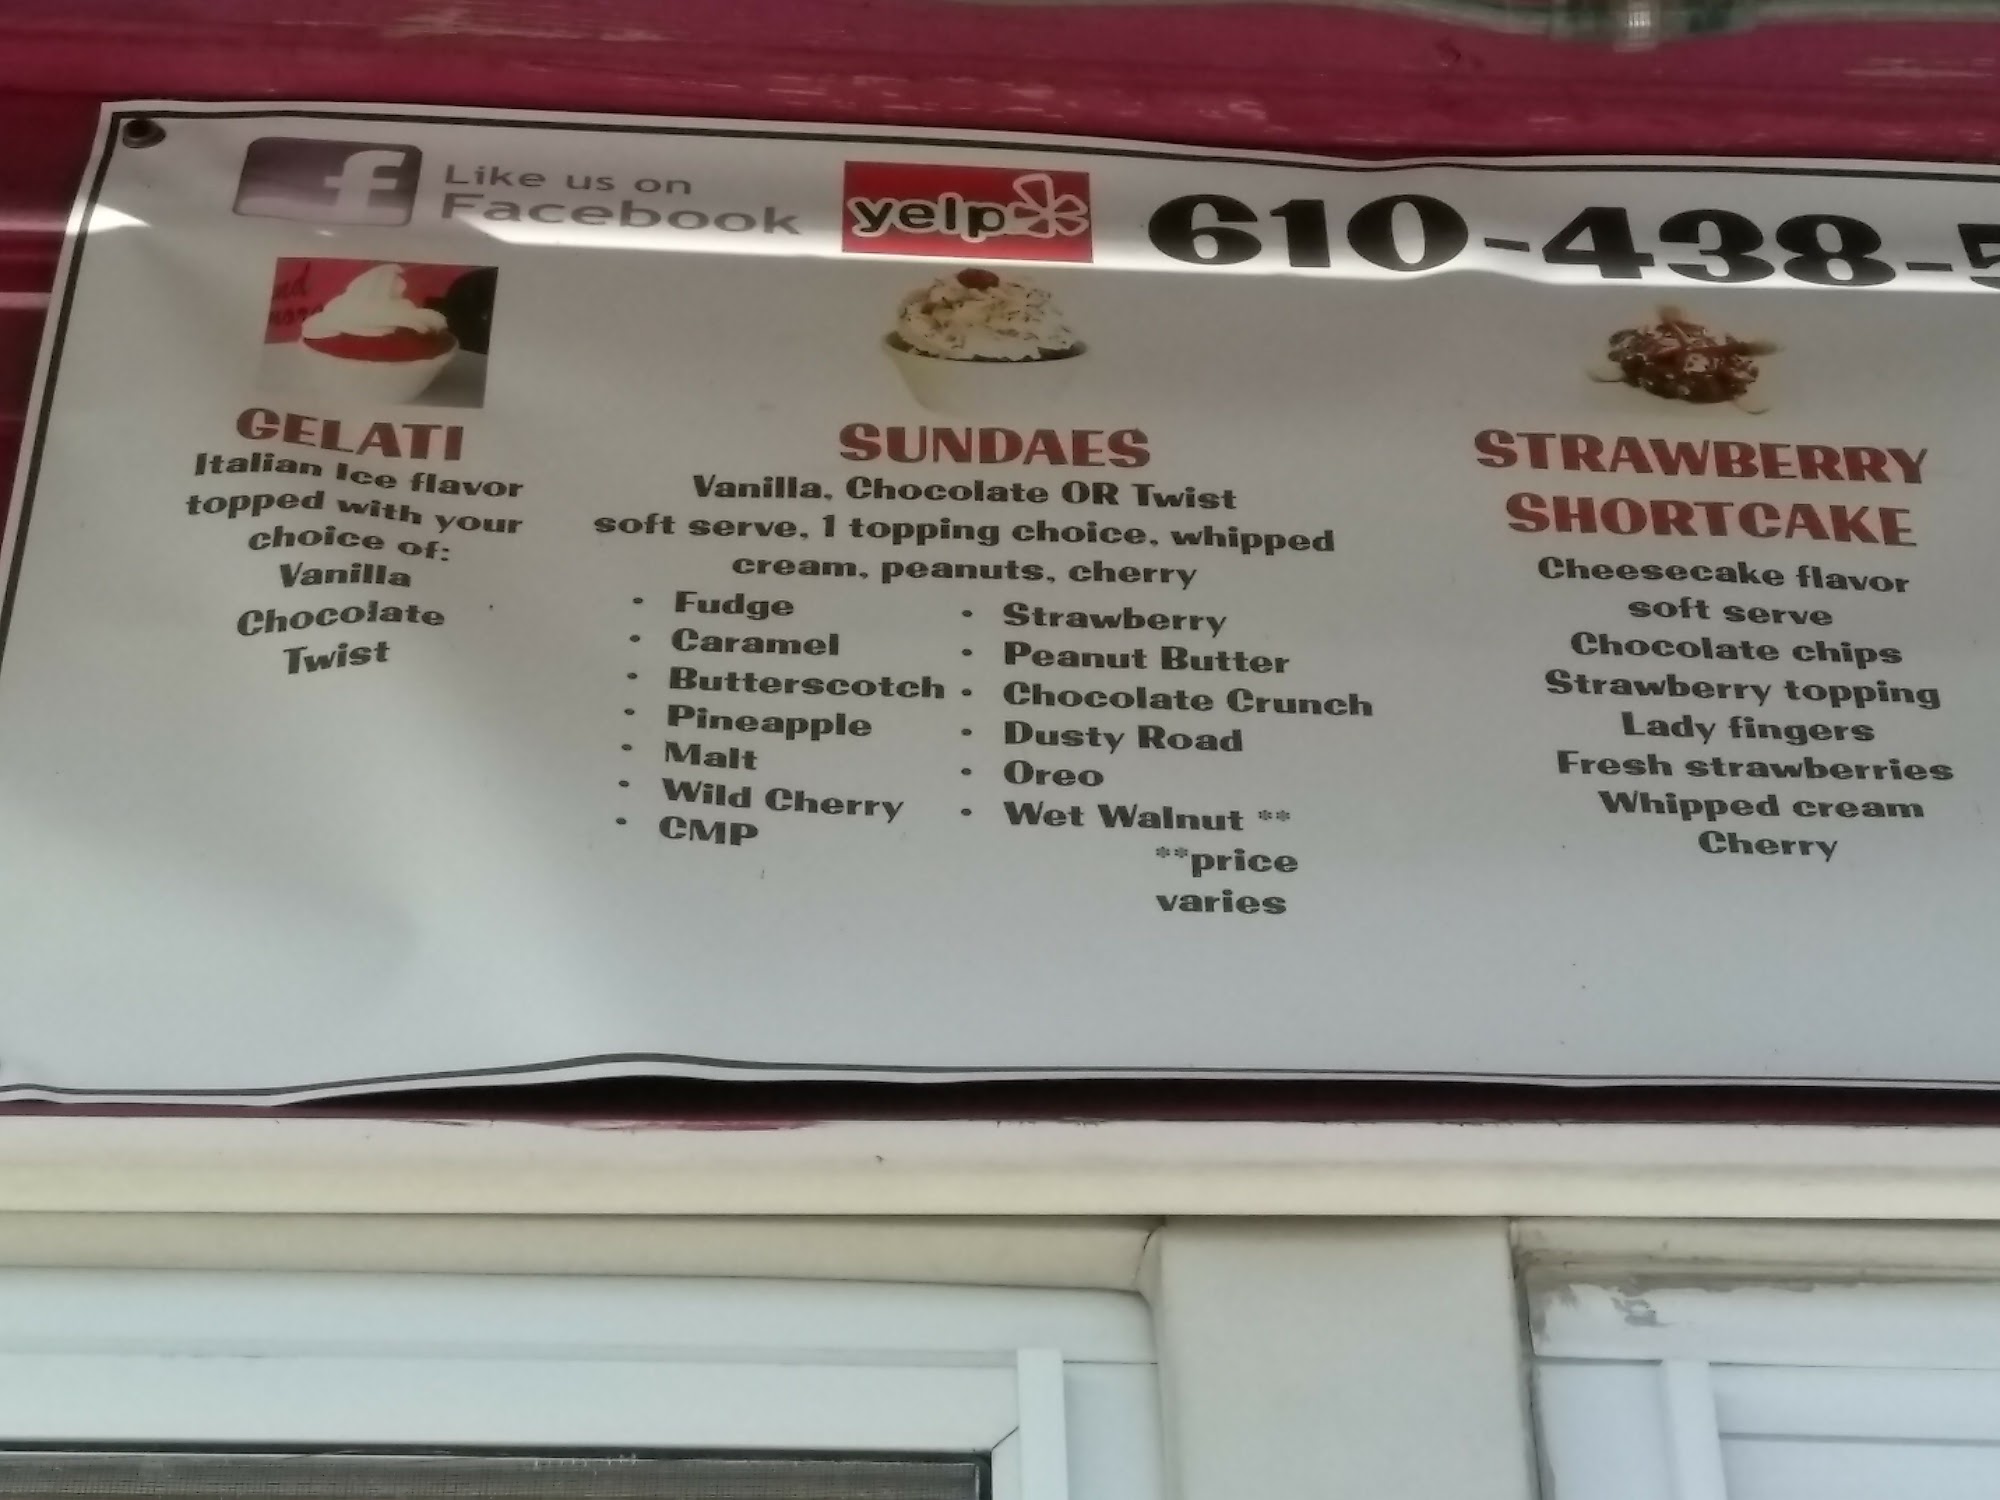 Like us on
Facebook
yelp
610-438-5
GELATI
Italian Ice flavor
topped with your
choice of:
Vanilla
Chocolate
Twist
SUNDAES
Vanilla, Chocolate OR Twist
soft serve, 1 topping choice, whipped
cream, peanuts, cherry
• Fudge
• Caramel
• Butterscotch
• Pineapple
• Malt
• Wild Cherry
• CMP
• Strawberry
• Peanut Butter
• Chocolate Crunch
• Dusty Road
• Oreo
• Wet Walnut **
**price
varies
STRAWBERRY
SHORTCAKE
Cheesecake flavor
soft serve
Chocolate chips
Strawberry topping
Lady fingers
Fresh strawberries
Whipped cream
Cherry